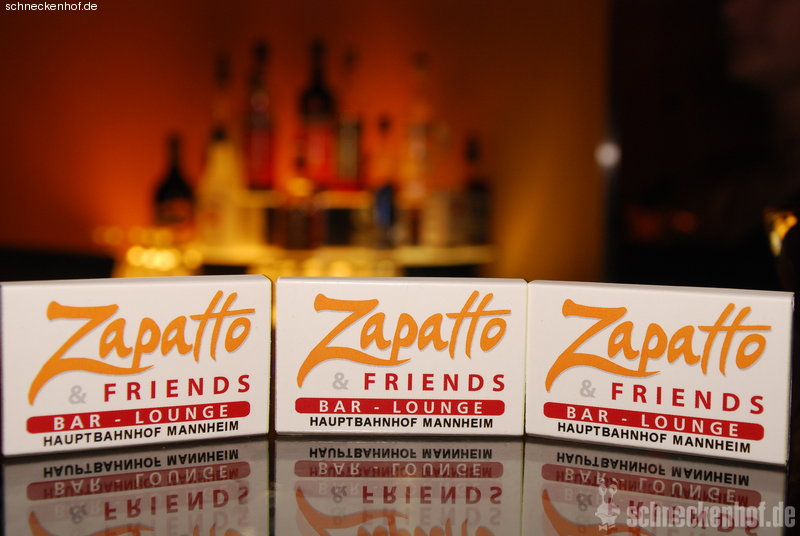 schneckenhof.de
Zapatto
& FRIENDS
BAR - LOUNGE
HAUPTBAHNHOF MANNHEIM
Zapatto
& FRIENDS
BAR - LOUNGE
HAUPTBAHNHOF MANNHEIM
Zapatto
& FRIENDS
BAR - LOUNGE
HAUPTBAHNHOF MANNHEIM
schneckenhof.de